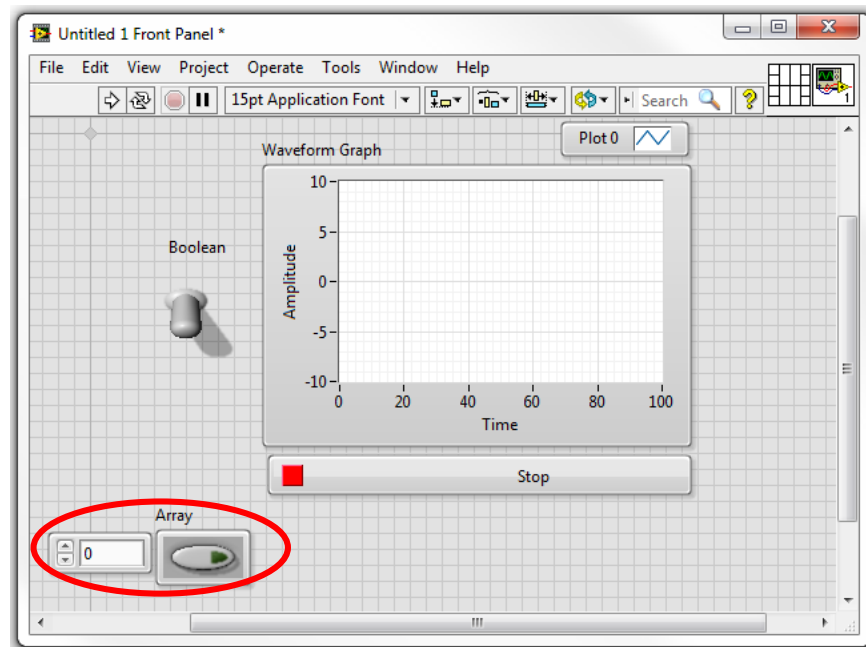 Untitled 1 Front Panel *
File Edit View Project Operate Tools Window Help
15pt Application Font Search ?
1
Plot 0
Waveform Graph
10
5
0
-5
-10
Amplitude
0 20 40 60 80 100
Time
Boolean
Stop
Array
0